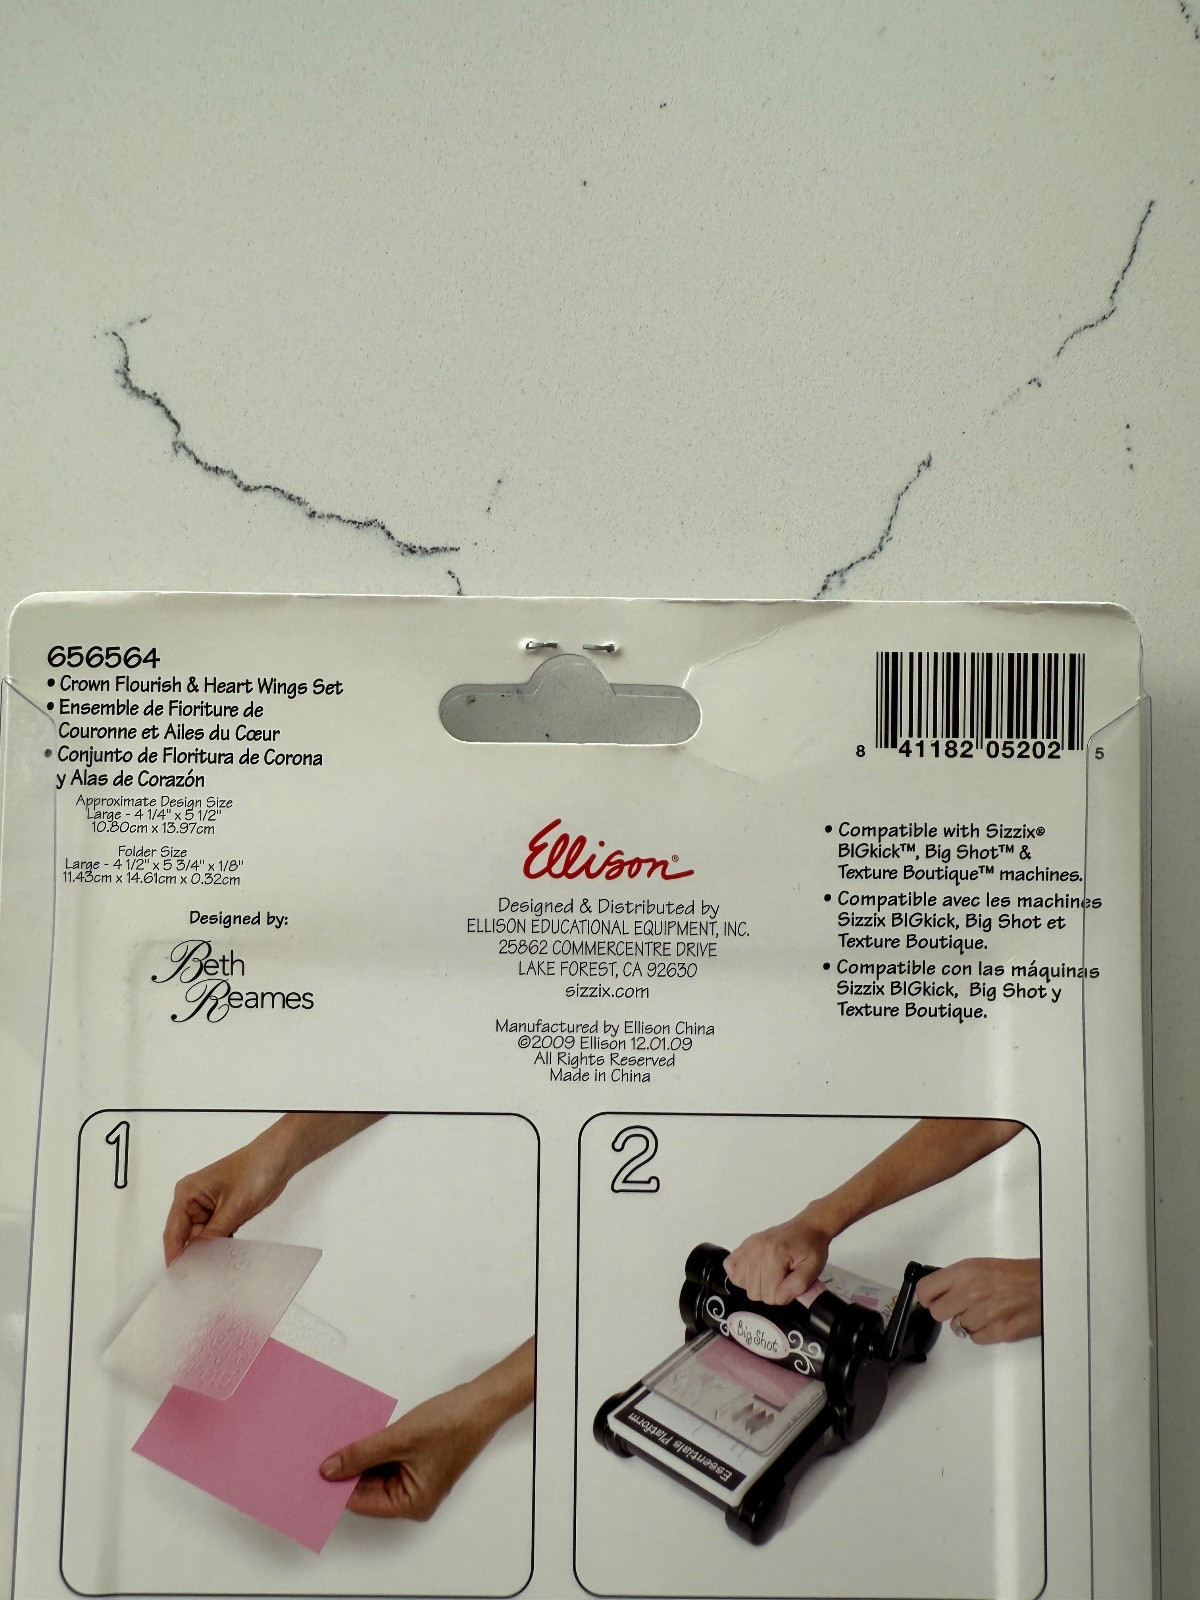 656564
• Crown Flourish & Heart Wings Set
• Ensemble de Fioriture de
Couronne et Ailes du Cœur
• Conjunto de Floritura de Corona
y Alas de Corazón
Approximate Design Size
Large - 4 1/4" x 5 1/2"
10.80cm x 13.97cm
Folder Size
Large - 4 1/2" x 5 3/4" x 1/8"
11.43cm x 14.61cm x 0.32cm
Designed by:
Beth
Reames
Ellison®
Designed & Distributed by
ELLISON EDUCATIONAL EQUIPMENT, INC.
25862 COMMERCENTRE DRIVE
LAKE FOREST, CA 92630
sizzix.com
Manufactured by Ellison China
©2009 Ellison 12.01.09
All Rights Reserved
Made in China
8 41182 05202 5
• Compatible with Sizzix®
BIGkick™, Big Shot™ &
Texture Boutique™ machines.
• Compatible avec les machines
Sizzix BIGkick, Big Shot et
Texture Boutique.
• Compatible con las máquinas
Sizzix BIGkick, Big Shot y
Texture Boutique.
1
2
Big Shot
Essentials Platform